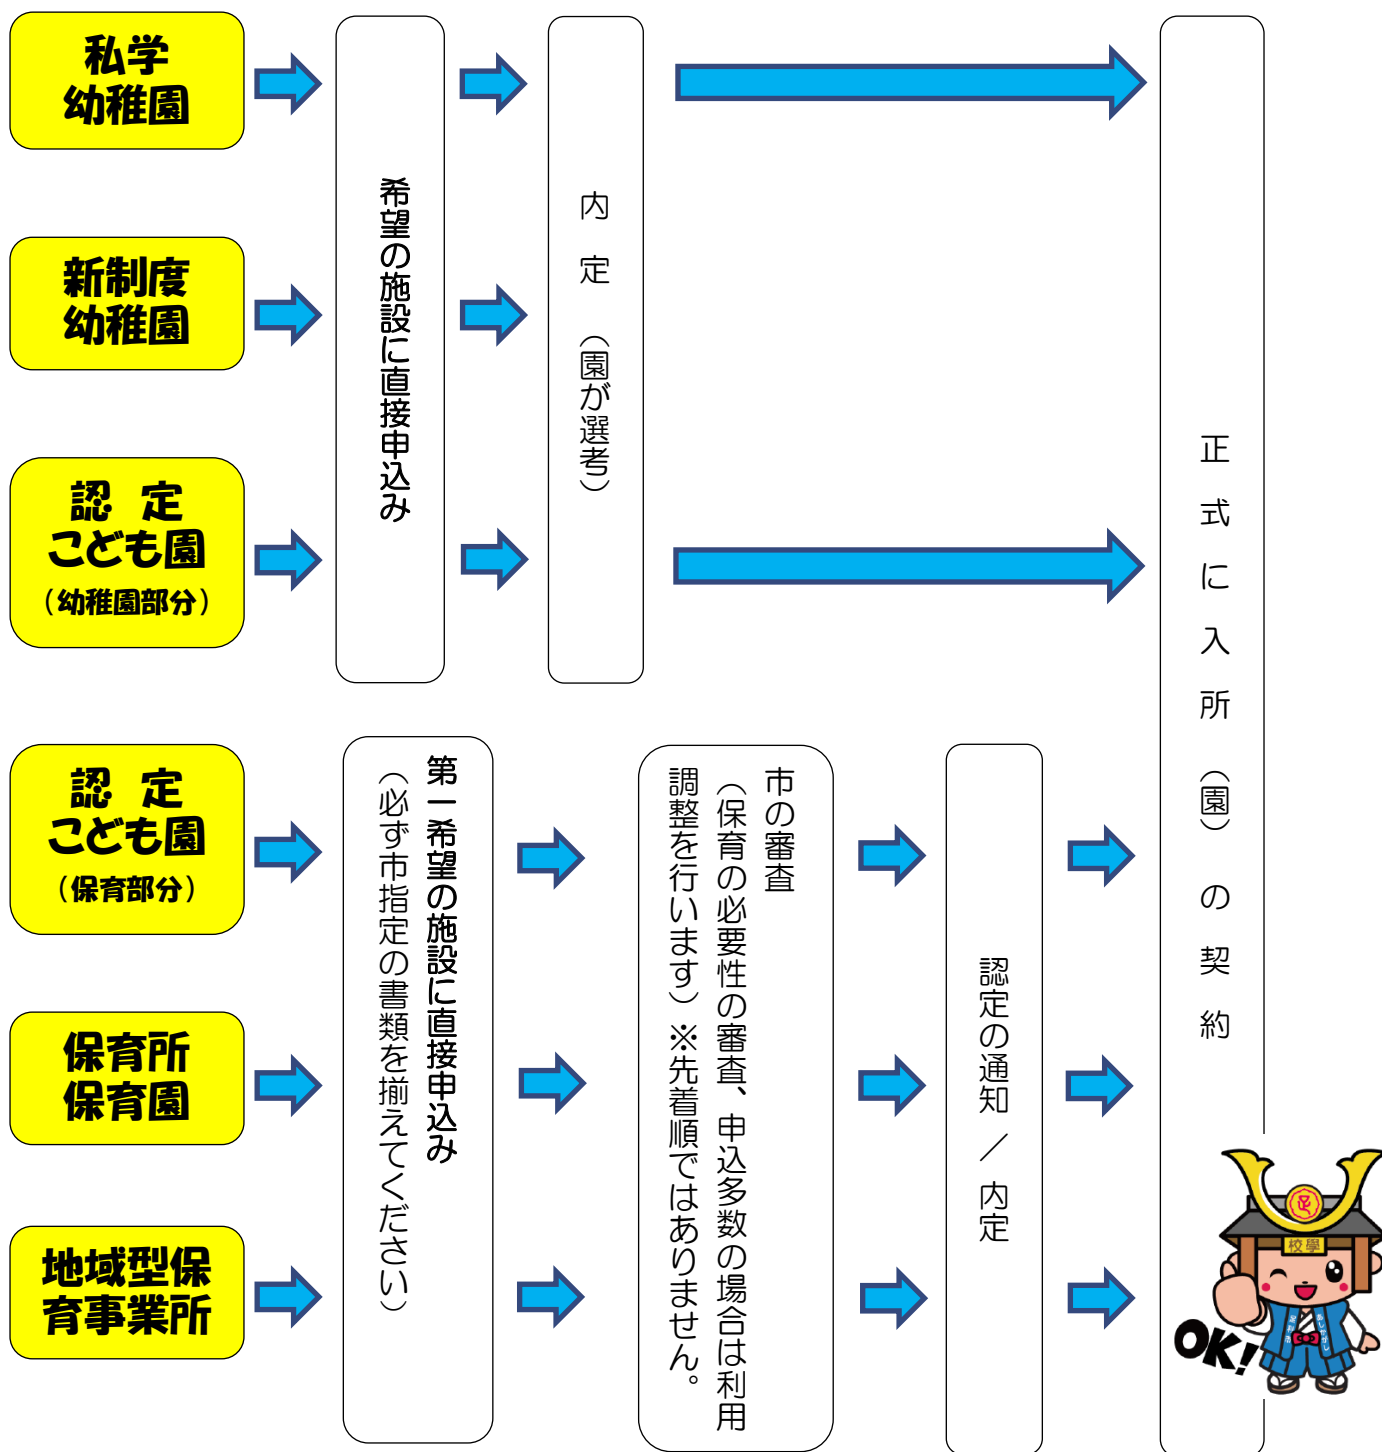 私学
幼稚園
新制度
幼稚園
認 定
こども園
（幼稚園部分）
希望の施設に直接申込み
内 定 （園が選考）
認 定
こども園
（保育部分）
保育所
保育園
地域型保
育事業所
第一希望の施設に直接申込み
（必ず市指定の書類を揃えてください）
市の審査
（保育の必要性の審査、申込多数の場合は利用
調整を行います）※先着順ではありません。
認定の通知 ／ 内定
正式に入所（園）の契約
足
校學
あしかがし
OK!